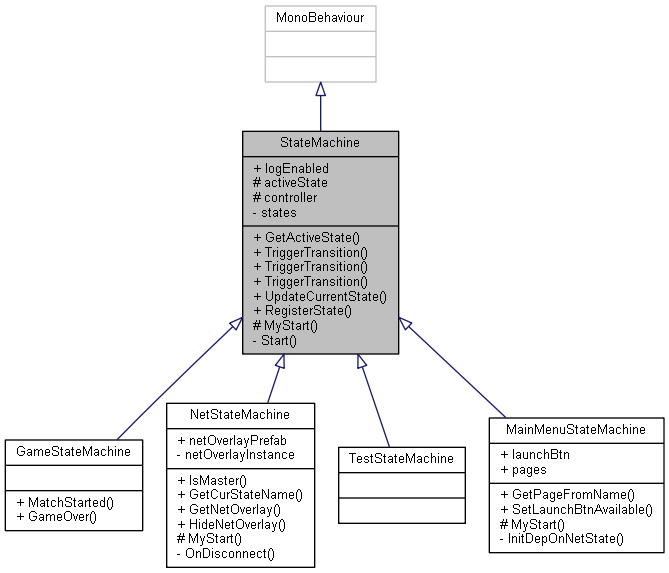 MonoBehaviour
StateMachine
+ logEnabled
# activeState
# controller
- states
+ GetActiveState()
+ TriggerTransition()
+ TriggerTransition()
+ TriggerTransition()
+ UpdateCurrentState()
+ RegisterState()
# MyStart()
- Start()
GameStateMachine
+ MatchStarted()
+ GameOver()
NetStateMachine
+ netOverlayPrefab
- netOverlayInstance
+ IsMaster()
+ GetCurStateName()
+ GetNetOverlay()
+ HideNetOverlay()
# MyStart()
- OnDisconnect()
TestStateMachine
MainMenuStateMachine
+ launchBtn
+ pages
+ GetPageFromName()
+ SetLaunchBtnAvailable()
# MyStart()
- InitDepOnNetState()